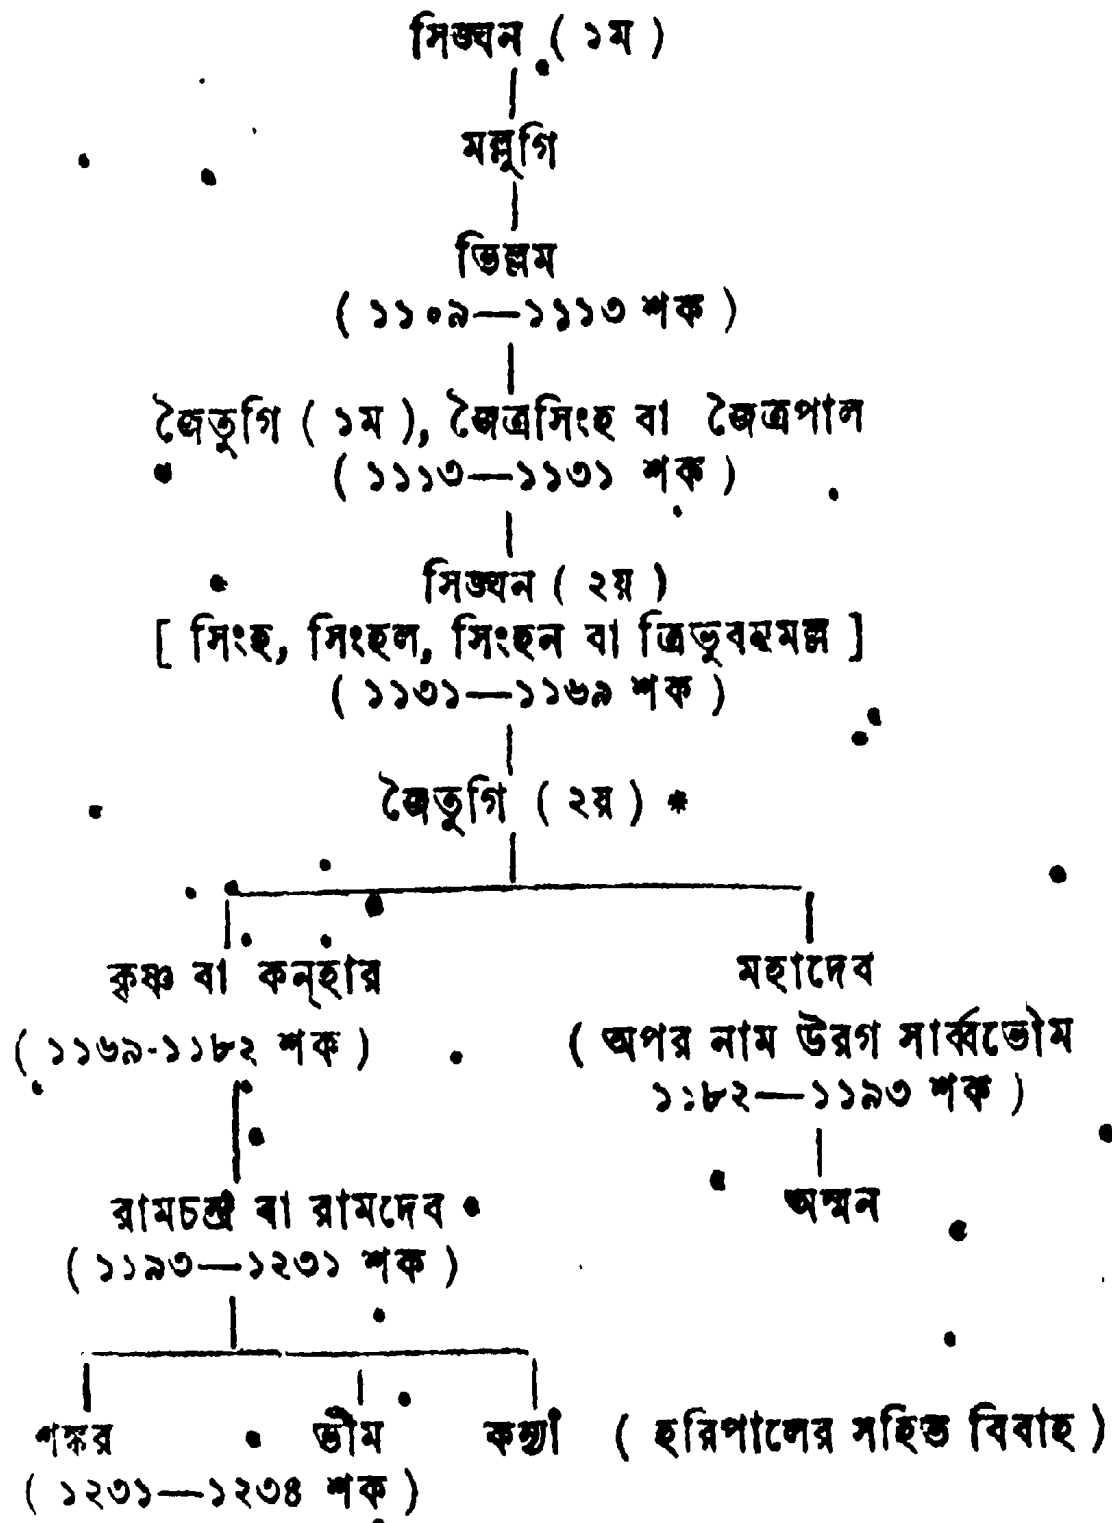 সিঙ্ঘন ( ১ম )
মল্লুগি
ভিল্লম
( ১১০৯—১১১৩ শক )
জৈতুগি ( ১ম ), জৈত্রসিংহ বা জৈত্রপাল
( ১১১৩—১১৩১ শক )
সিঙ্ঘন ( ২য় )
[ সিংহ, সিংহল, সিংহন বা ত্রিভুবনমল্ল ]
( ১১৩১—১১৬৯ শক )
জৈতুগি ( ২য় ) *
কৃষ্ণ বা কন্‌হার
মহাদেব
( ১১৬৯-১১৮২ শক )
( অপর নাম উরগ সার্ব্বভৌম
১১৮২—১১৯৩ শক )
রামচন্দ্র বা রামদেব
অম্মন
( ১১৯৩—১২৩১ শক )
শঙ্কর ভীম কন্যা ( হরিপালের সহিত বিবাহ )
( ১২৩১—১২৩৪ শক )